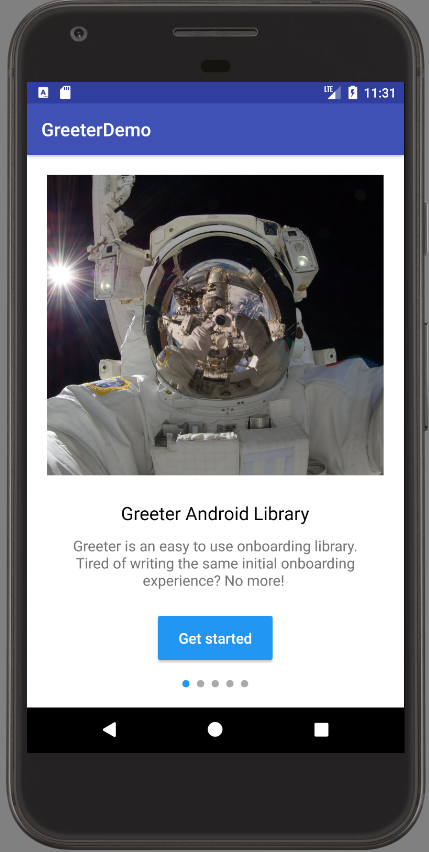 LTE 11:31
GreeterDemo
Greeter Android Library
Greeter is an easy to use onboarding library.
Tired of writing the same initial onboarding
experience? No more!
Get started